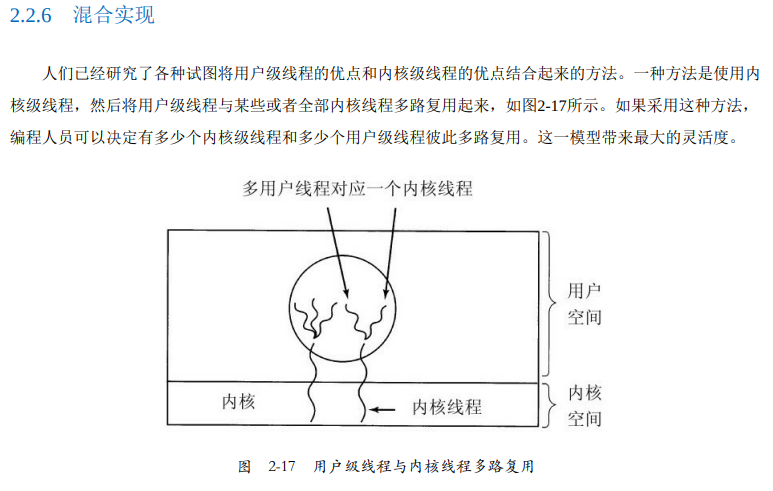 2.2.6 混合实现
人们已经研究了各种试图将用户级线程的优点和内核级线程的优点结合起来的方法。一种方法是使用内
核级线程，然后将用户级线程与某些或者全部内核线程多路复用起来，如图2-17所示。如果采用这种方法，
编程人员可以决定有多少个内核级线程和多少个用户级线程彼此多路复用。这一模型带来最大的灵活度。
多用户线程对应一个内核线程
用户
空间
内核
内核线程
内核
空间
图 2-17 用户级线程与内核线程多路复用